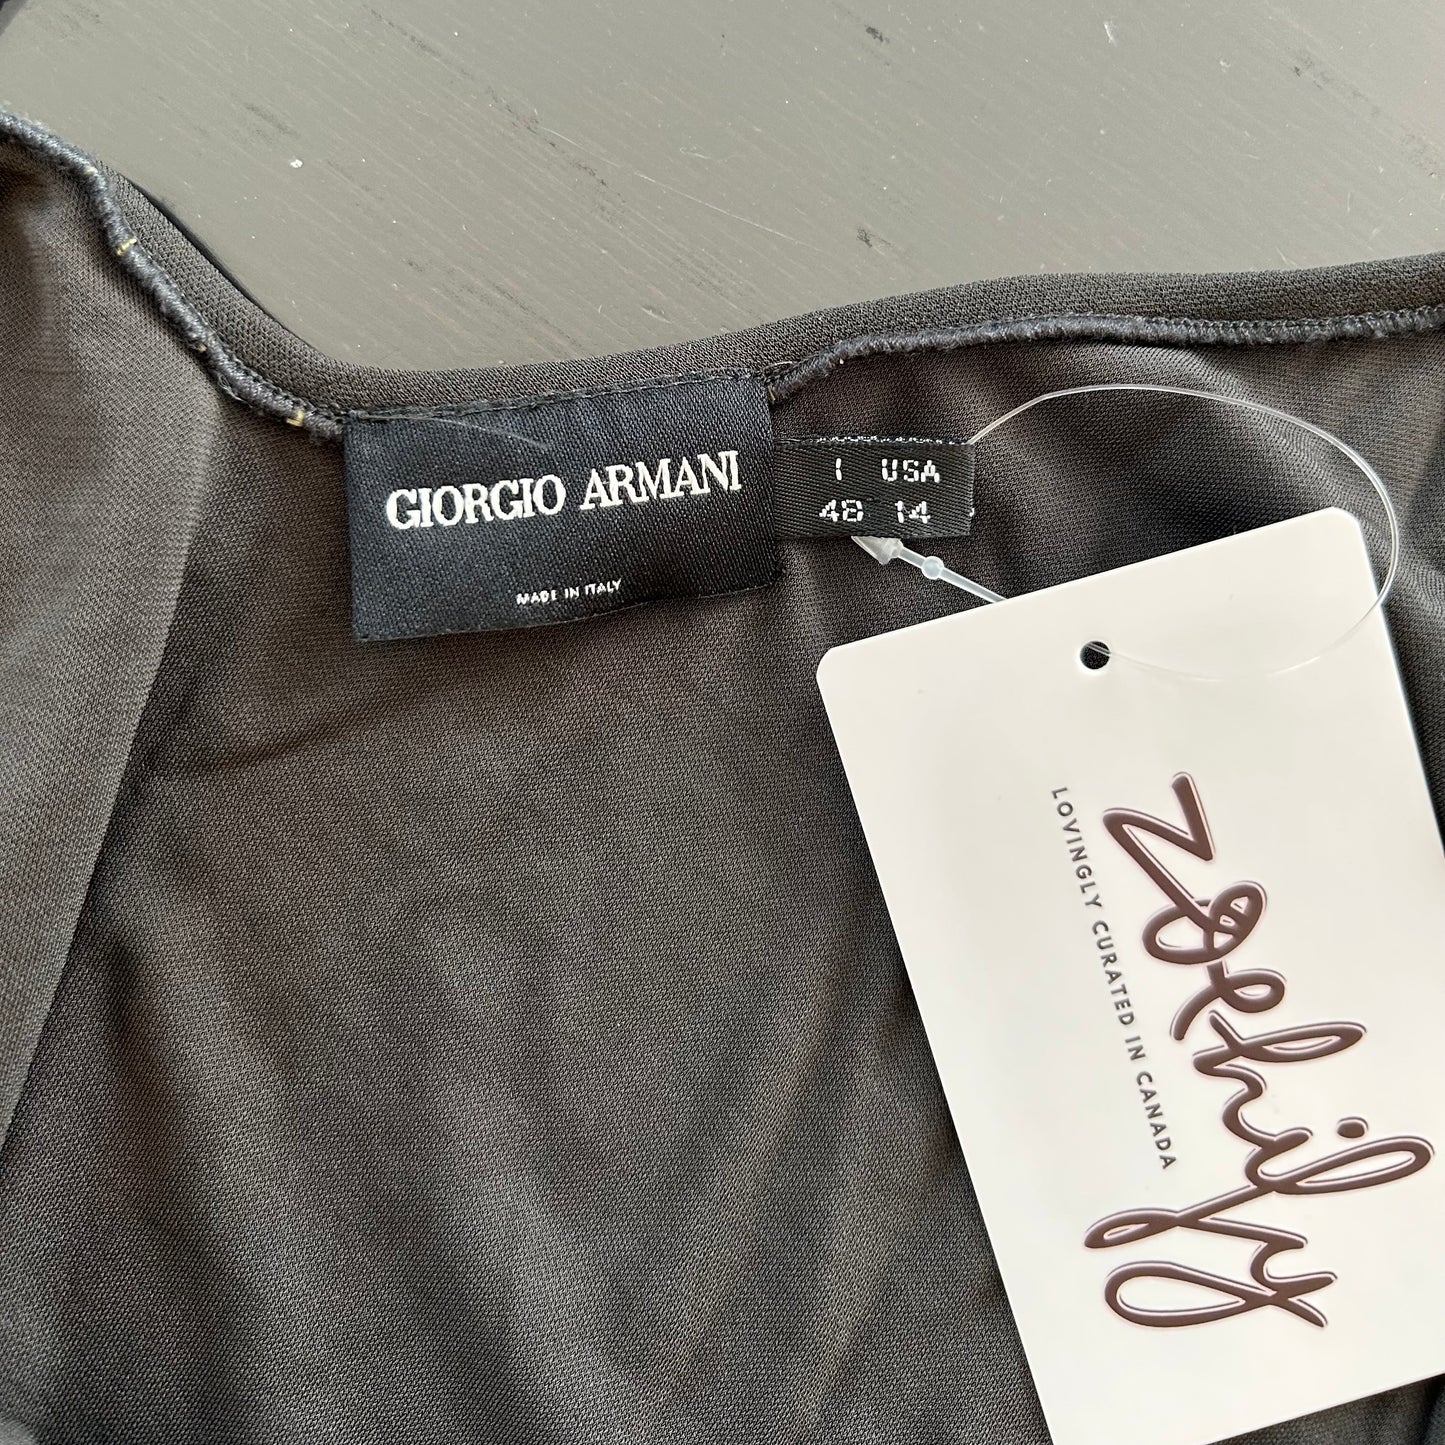 GIORGIO ARMANI
MADE IN ITALY
I USA
48 14
zoehify
LOVINGLY CURATED IN CANADA